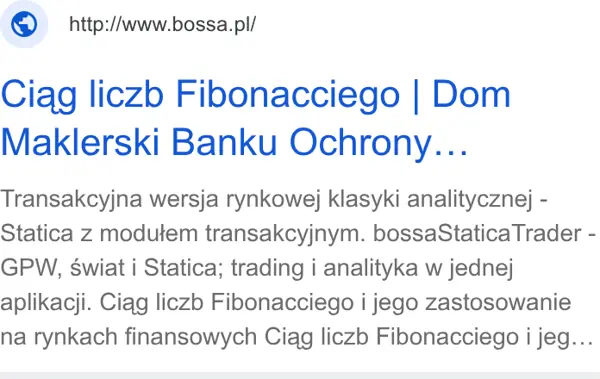 http://www.bossa.pl/
Ciąg liczb Fibonacciego | Dom
Maklerski Banku Ochrony…
Transakcyjna wersja rynkowej klasyki analitycznej -
Statica z modułem transakcyjnym. bossaStaticaTrader -
GPW, świat i Statica; trading i analityka w jednej
aplikacji. Ciąg liczb Fibonacciego i jego zastosowanie
na rynkach finansowych Ciąg liczb Fibonacciego i jeg…